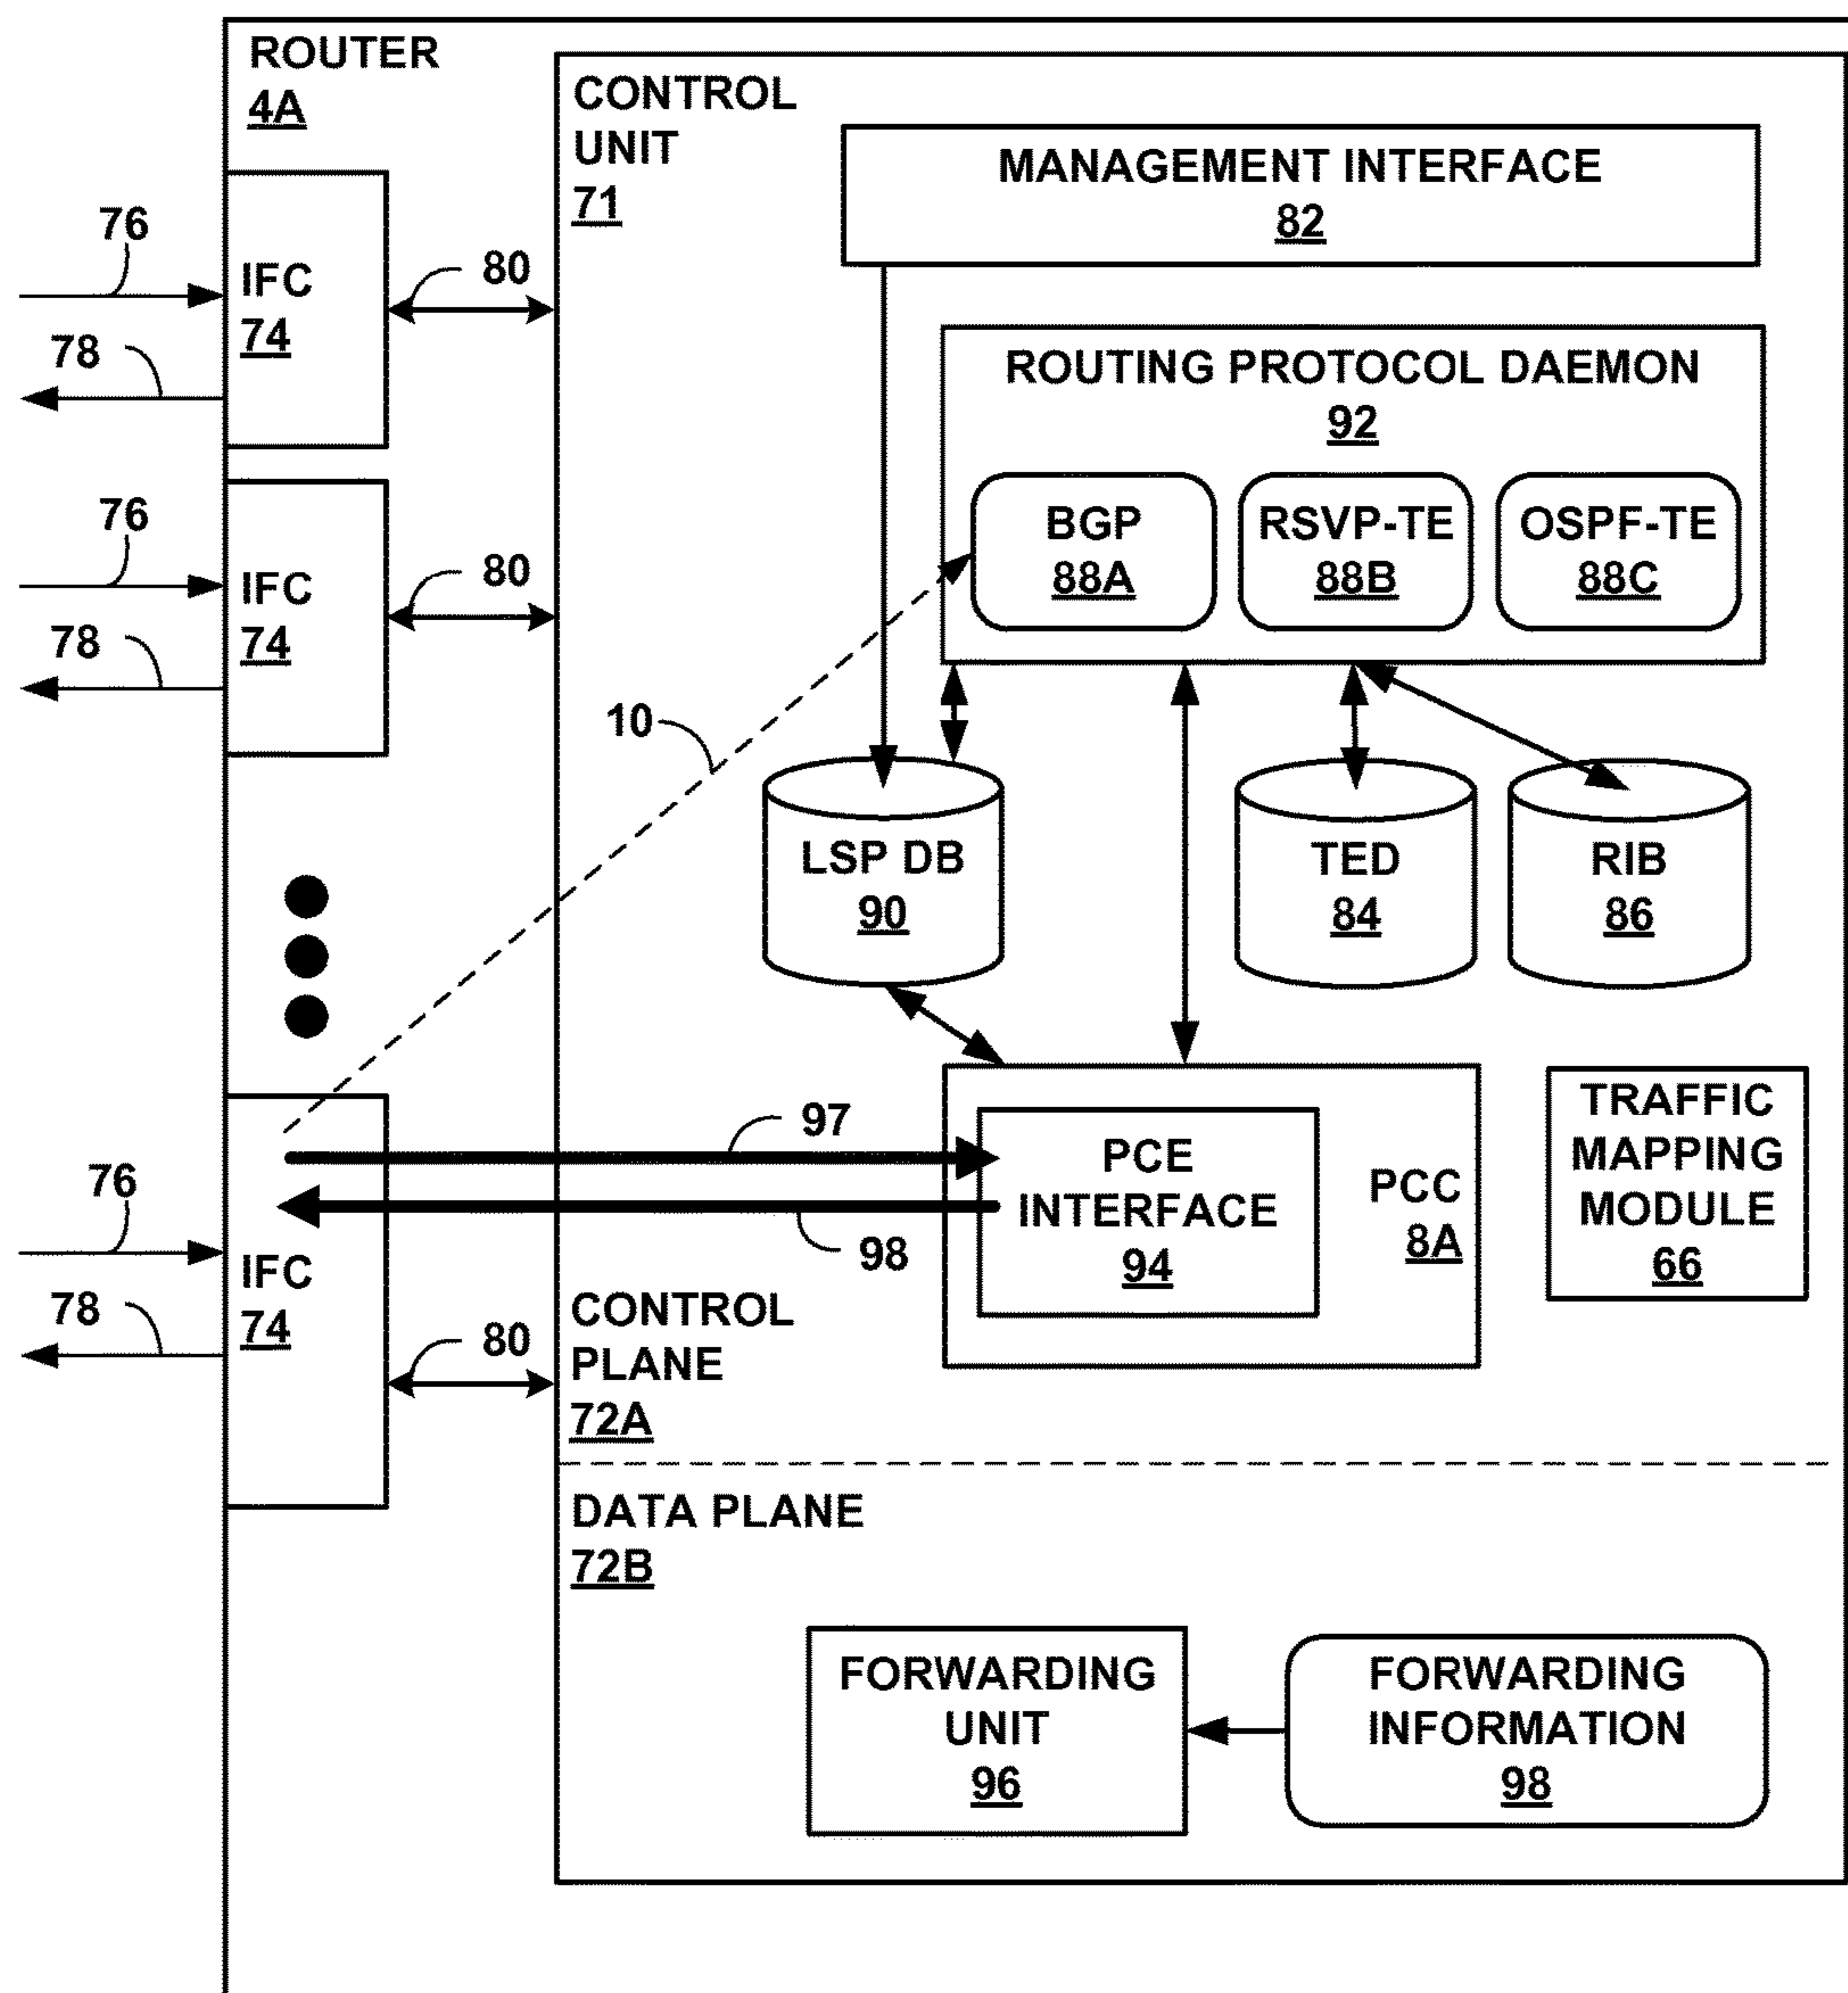 ROUTER
4A
CONTROL
UNIT
71
MANAGEMENT INTERFACE
82
76
IFC
74
78
80
ROUTING PROTOCOL DAEMON
92
BGP
88A
RSVP-TE
88B
OSPF-TE
88C
76
IFC
74
78
80
10
LSP DB
90
TED
84
RIB
86
97
98
PCE
INTERFACE
94
PCC
8A
TRAFFIC
MAPPING
MODULE
66
76
IFC
74
78
80
CONTROL
PLANE
72A
DATA PLANE
72B
FORWARDING
UNIT
96
FORWARDING
INFORMATION
98